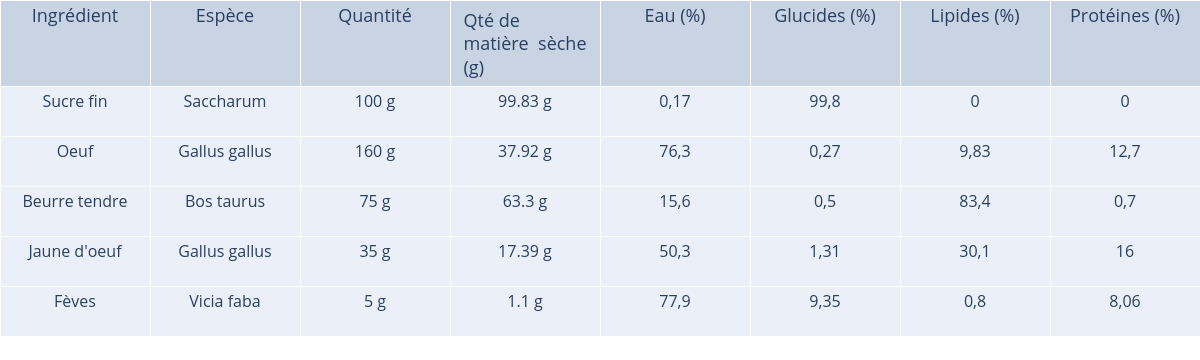 Ingrédient Espèce Quantité Qté de matière sèche (g) Eau (%) Glucides (%) Lipides (%) Protéines (%)
Sucre fin Saccharum 100 g 99.83 g 0,17 99,8 0 0
Oeuf Gallus gallus 160 g 37.92 g 76,3 0,27 9,83 12,7
Beurre tendre Bos taurus 75 g 63.3 g 15,6 0,5 83,4 0,7
Jaune d'oeuf Gallus gallus 35 g 17.39 g 50,3 1,31 30,1 16
Fèves Vicia faba 5 g 1.1 g 77,9 9,35 0,8 8,06